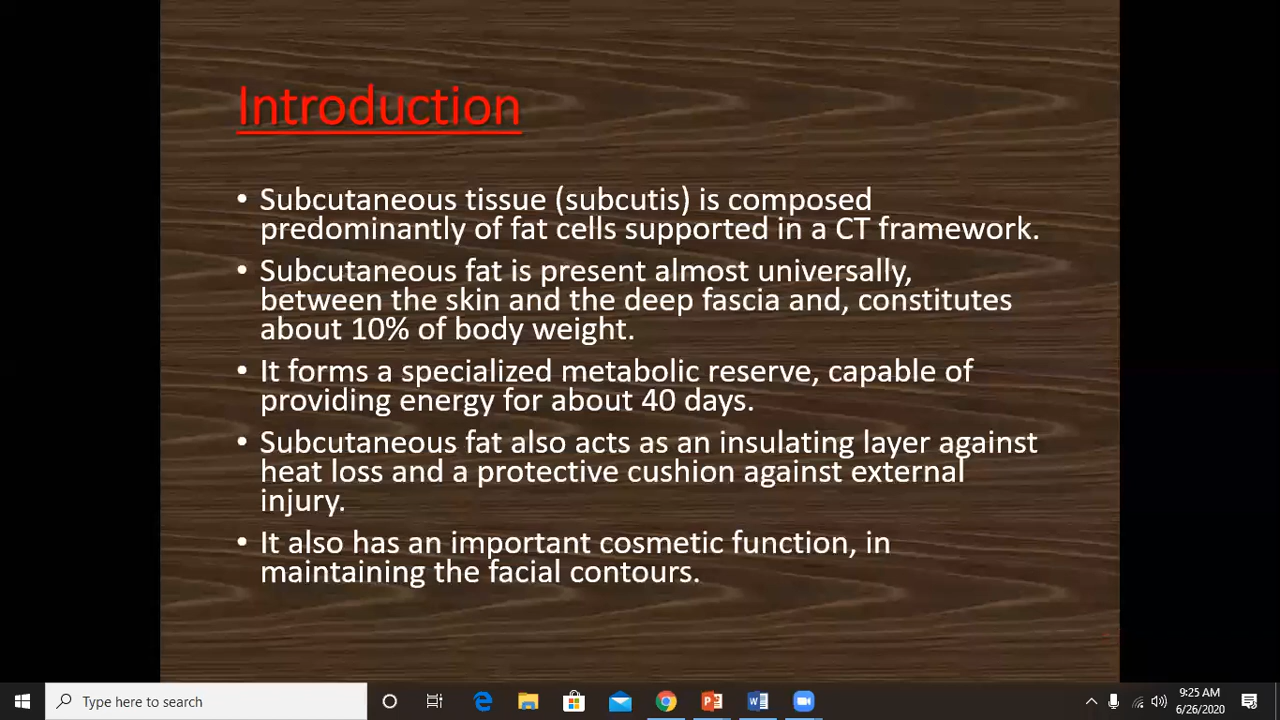 Introduction
• Subcutaneous tissue (subcutis) is composed
predominantly of fat cells supported in a CT framework.
• Subcutaneous fat is present almost universally,
between the skin and the deep fascia and, constitutes
about 10% of body weight.
• It forms a specialized metabolic reserve, capable of
providing energy for about 40 days.
• Subcutaneous fat also acts as an insulating layer against
heat loss and a protective cushion against external
injury.
• It also has an important cosmetic function, in
maintaining the facial contours.
Type here to search
9:25 AM
6/26/2020